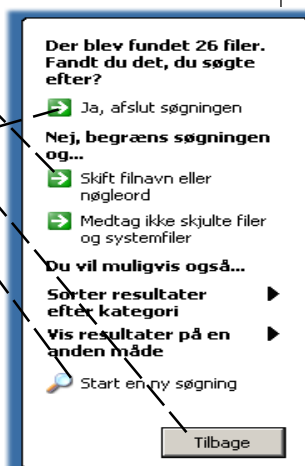 Der blev fundet 26 filer.
Fandt du det, du søgte
efter?
Ja, afslut søgningen
Nej, begræns søgningen
og...
Skift filnavn eller
nøgleord
Medtag ikke skjulte filer
og systemfiler
Du vil muligvis også...
Sorter resultater
efter kategori
Vis resultater på en
anden måde
Start en ny søgning
Tilbage